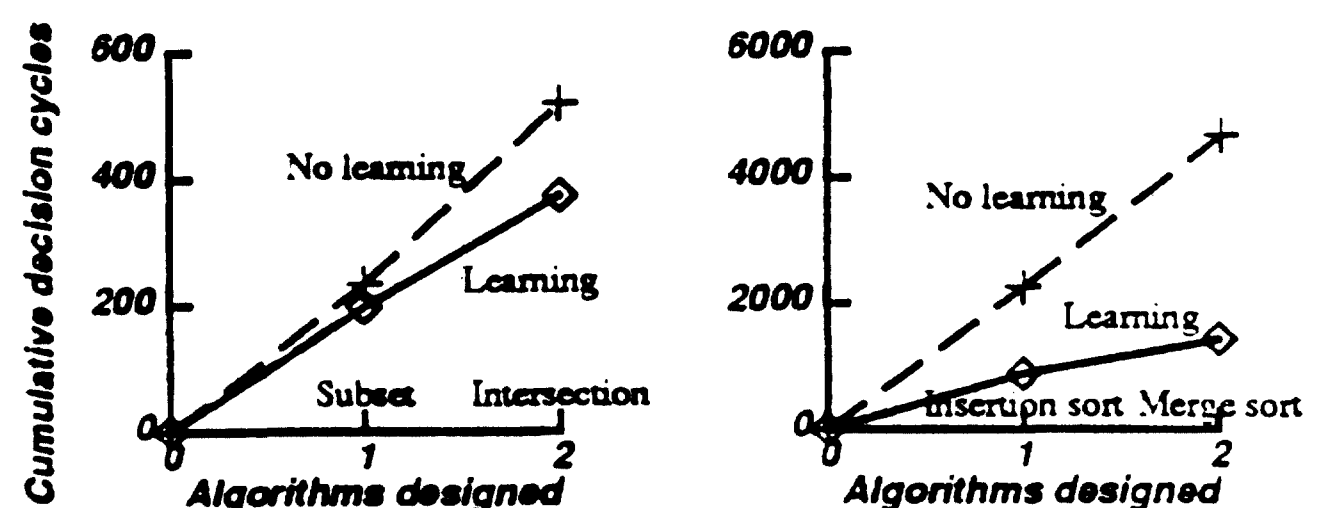 Cumulative decision cycles
600
400
200
0
No learning
Learning
Subset Intersection
0 1 2
Algorithms designed
6000
4000
2000
0
No learning
Learning
Insertion sort Merge sort
0 1 2
Algorithms designed